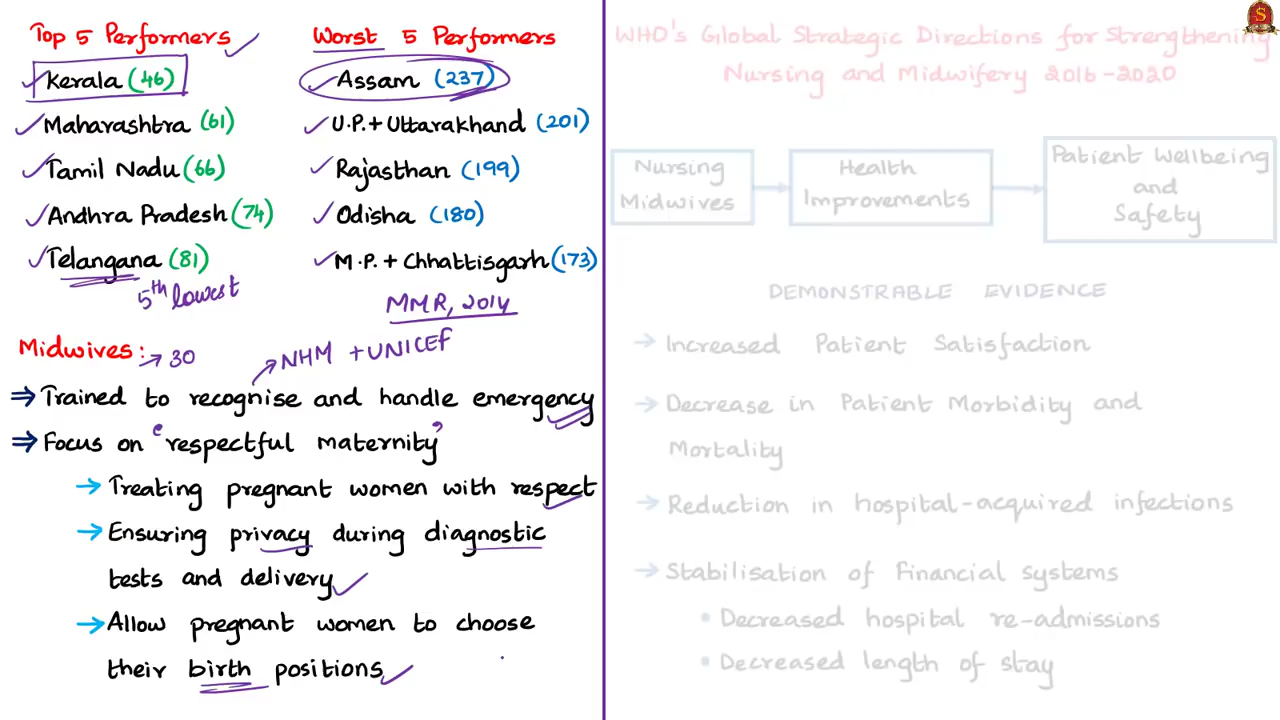 Top 5 Performers
Kerala (46)
Maharashtra (61)
Tamil Nadu (66)
Andhra Pradesh (74)
Telangana (81)
5th lowest
Worst 5 Performers
Assam (237)
U.P. + Uttarakhand (201)
Rajasthan (199)
Odisha (180)
M.P. + Chhattisgarh (173)
MMR, 2014
Midwives: → 30
NHM + UNICEF
⇒ Trained to recognise and handle emergency
⇒ Focus on "respectful maternity"
→ Treating pregnant women with respect
→ Ensuring privacy during diagnostic
tests and delivery
→ Allow pregnant women to choose
their birth positions
WHO's Global Strategic Directions for Strengthening
Nursing and Midwifery 2016-2020
Nursing
Midwives
Health
Improvements
Patient Wellbeing
and
Safety
DEMONSTRABLE EVIDENCE
→ Increased Patient Satisfaction
→ Decrease in Patient Morbidity and
Mortality
→ Reduction in hospital-acquired infections
→ Stabilisation of Financial systems
• Decreased hospital re-admissions
• Decreased length of stay